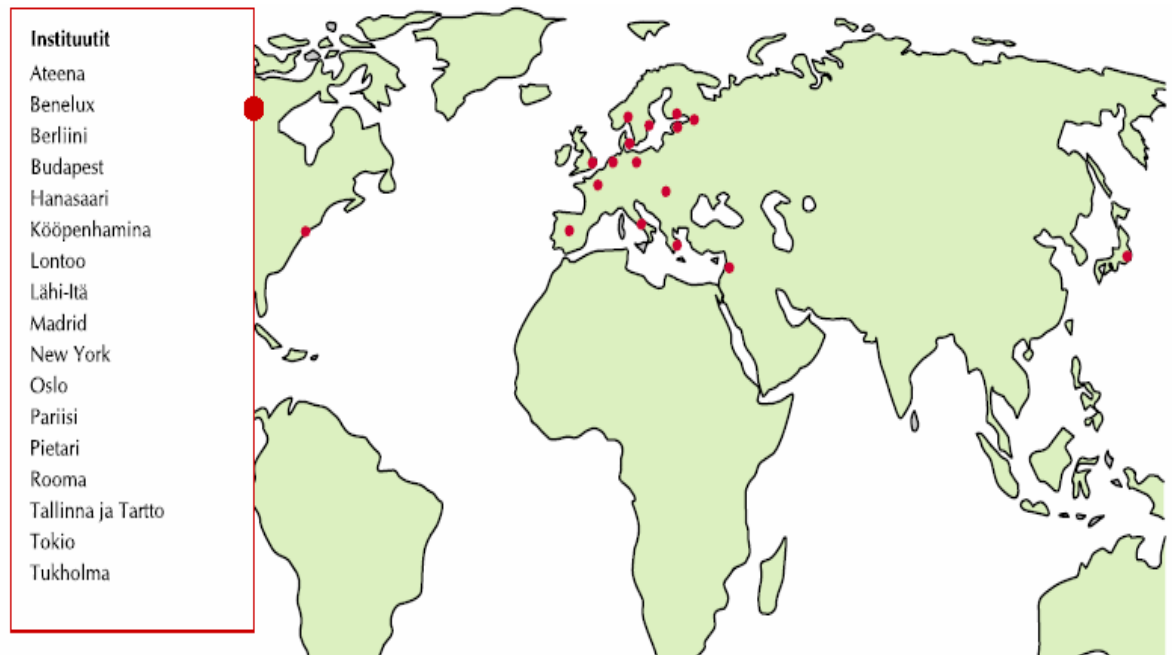 Instituutit
Ateena
Benelux
Berliini
Budapest
Hanasaari
Kööpenhamina
Lontoo
Lähi-Itä
Madrid
New York
Oslo
Pariisi
Pietari
Rooma
Tallinna ja Tartto
Tokio
Tukholma